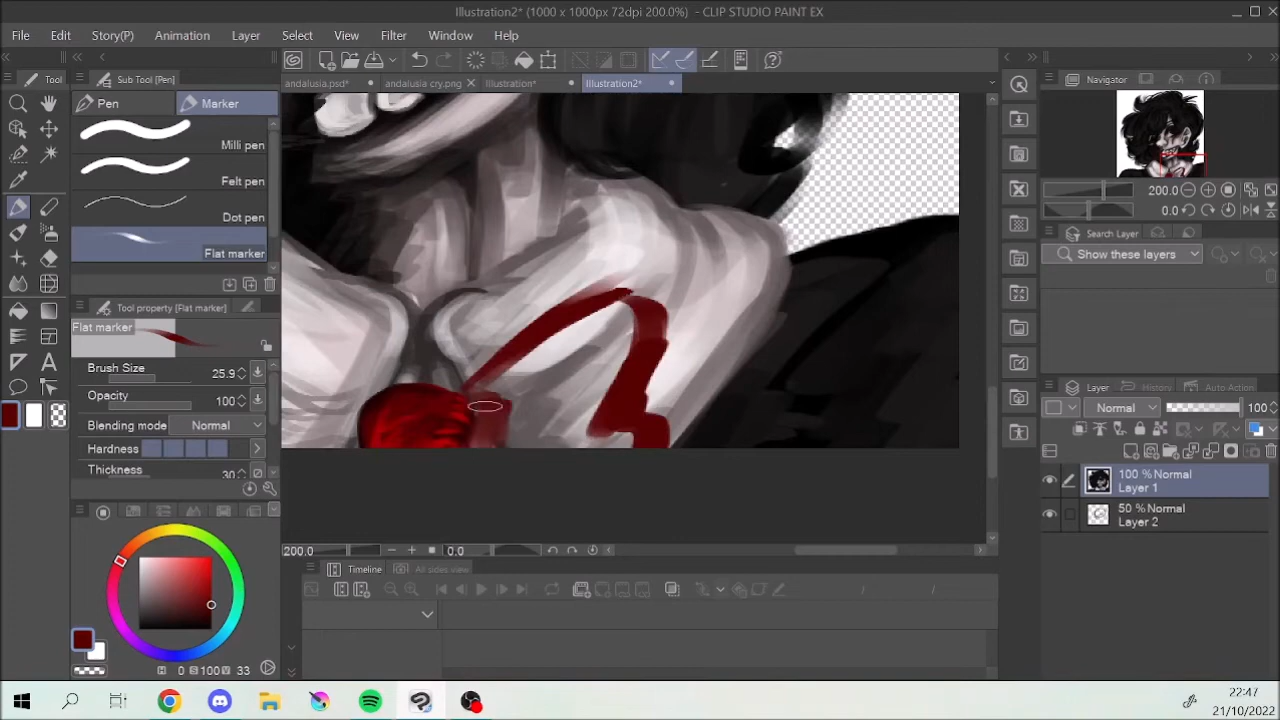 Illustration2* (1000 x 1000px 72dpi 200.0%) - CLIP STUDIO PAINT EX
File Edit Story(P) Animation Layer Select View Filter Window Help
Tool
Sub Tool [Pen]
andalusia.psd*
andalusia cry.png
Illustration*
Illustration2*
Navigator
Pen
Marker
Milli pen
Felt pen
Dot pen
Flat marker
200.0
0.0
Search Layer
Show these layers
Tool property [Flat marker]
Flat marker
Brush Size 25.9
Opacity 100
Blending mode Normal
Hardness
Thickness 30
Layer
History
Auto Action
Normal 100
100 % Normal
Layer 1
50 % Normal
Layer 2
H 0 S 100 V 33
200.0 0.0
Timeline
All sides view
22:47
21/10/2022